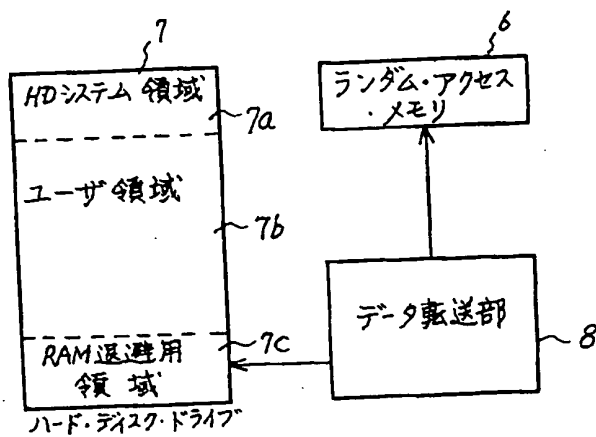 7
HDシステム領域
7a
ユーザ領域
7b
RAM退避用
領域
7c
ハード・ディスク・ドライブ
6
ランダム・アクセス
・メモリ
データ転送部
8